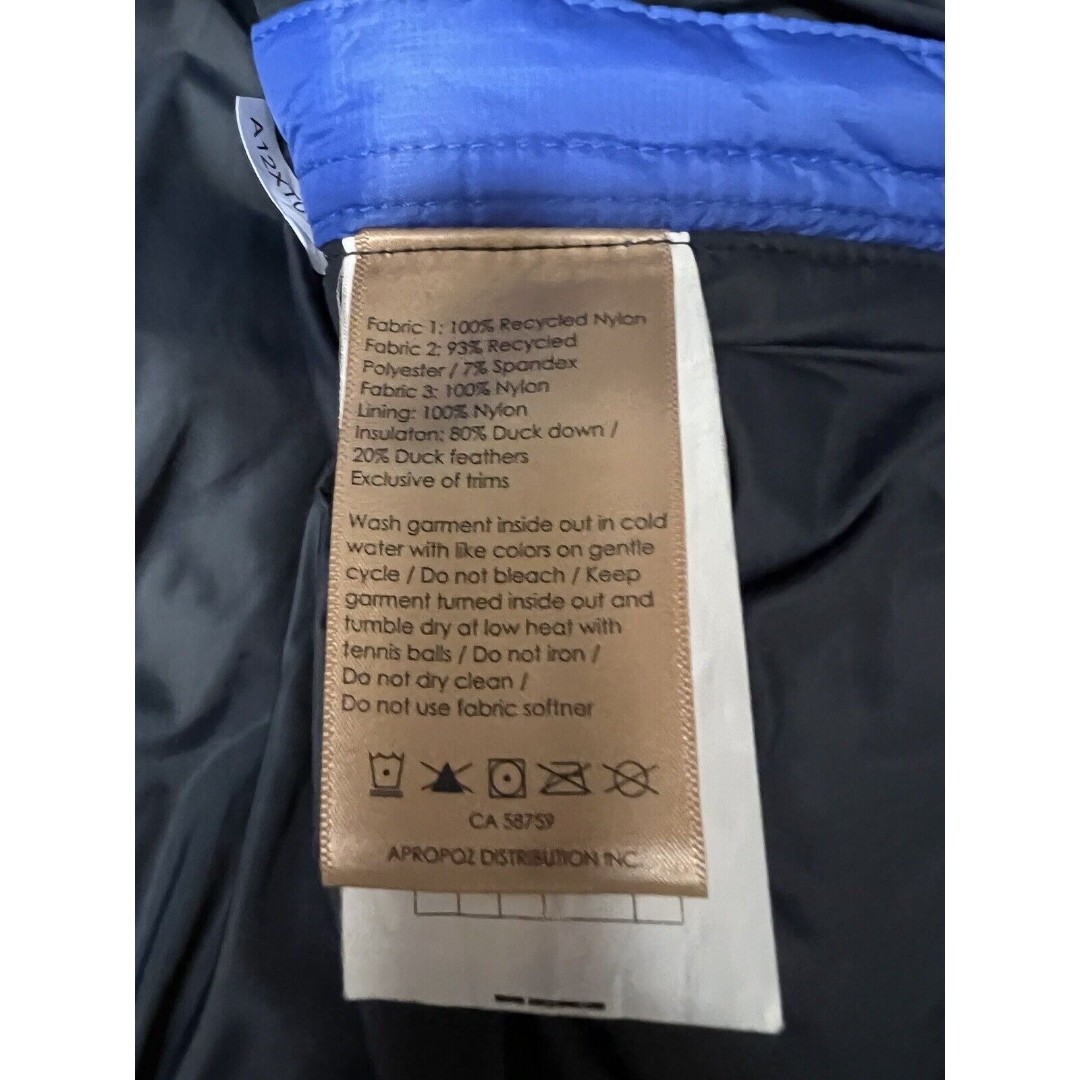 A12XTU
Fabric 1: 100% Recycled Nylon
Fabric 2: 93% Recycled
Polyester / 7% Spandex
Fabric 3: 100% Nylon
Lining: 100% Nylon
Insulaton: 80% Duck down /
20% Duck feathers
Exclusive of trims
Wash garment inside out in cold
water with like colors on gentle
cycle / Do not bleach / Keep
garment turned inside out and
tumble dry at low heat with
tennis balls / Do not iron /
Do not dry clean /
Do not use fabric softner
CA 58759
APROPOZ DISTRIBUTION INC.